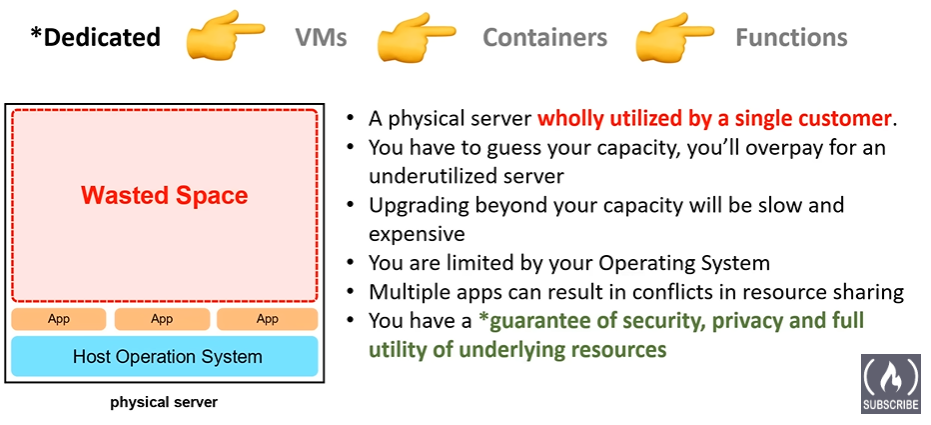 *Dedicated VMs Containers Functions
Wasted Space
App App App
Host Operation System
physical server
• A physical server wholly utilized by a single customer.
• You have to guess your capacity, you’ll overpay for an
underutilized server
• Upgrading beyond your capacity will be slow and
expensive
• You are limited by your Operating System
• Multiple apps can result in conflicts in resource sharing
• You have a *guarantee of security, privacy and full
utility of underlying resources
SUBSCRIBE